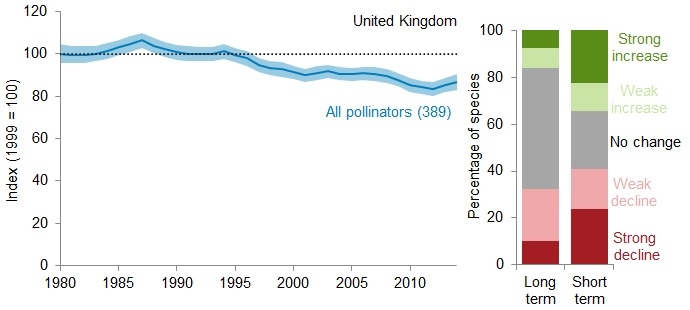 United Kingdom
120
100
80
60
40
20
0
Index (1999 = 100)
All pollinators (389)
1980
1985
1990
1995
2000
2005
2010
100
80
60
40
20
0
Percentage of species
Strong
increase
Weak
increase
No change
Weak
decline
Strong
decline
Long
term
Short
term